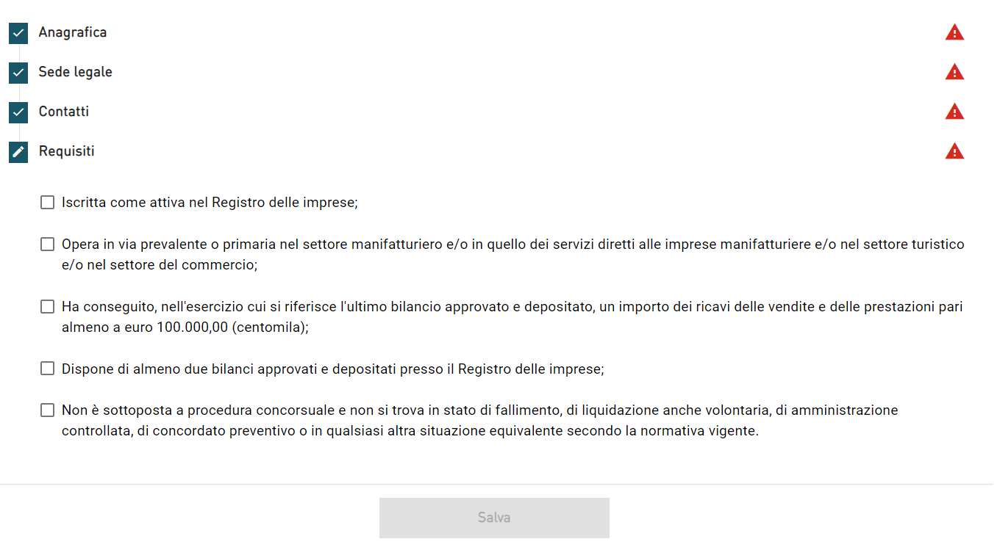 Anagrafica
Sede legale
Contatti
Requisiti
Iscritta come attiva nel Registro delle imprese;
Opera in via prevalente o primaria nel settore manifatturiero e/o in quello dei servizi diretti alle imprese manifatturiere e/o nel settore turistico
e/o nel settore del commercio;
Ha conseguito, nell'esercizio cui si riferisce l'ultimo bilancio approvato e depositato, un importo dei ricavi delle vendite e delle prestazioni pari
almeno a euro 100.000,00 (centomila);
Dispone di almeno due bilanci approvati e depositati presso il Registro delle imprese;
Non è sottoposta a procedura concorsuale e non si trova in stato di fallimento, di liquidazione anche volontaria, di amministrazione
controllata, di concordato preventivo o in qualsiasi altra situazione equivalente secondo la normativa vigente.
Salva